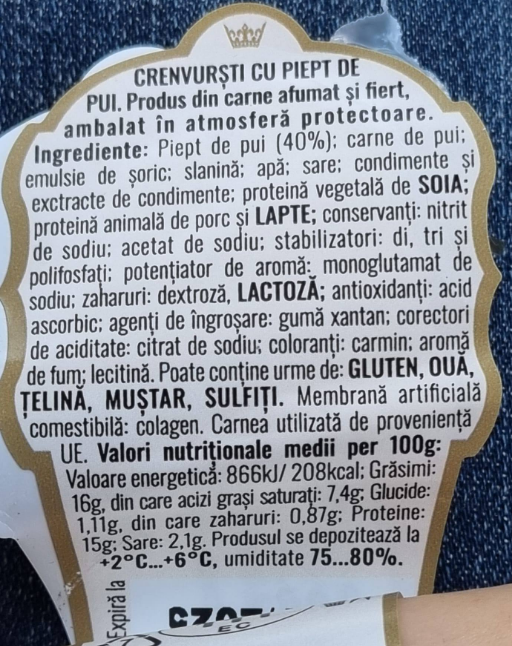 CRENVURȘTI CU PIEPT DE
PUI. Produs din carne afumat și fiert,
ambalat în atmosferă protectoare.
Ingrediente: Piept de pui (40%); carne de pui;
emulsie de șoric; slănină; apă; sare; condimente și
exctracte de condimente; proteină vegetală de SOIA;
proteină animală de porc și LAPTE; conservanți: nitrit
de sodiu; acetat de sodiu; stabilizatori: di, tri și
polifosfați; potențiator de aromă: monoglutamat de
sodiu; zaharuri: dextroză, LACTOZĂ; antioxidanți: acid
ascorbic; agenți de îngroșare: gumă xantan; corectori
de aciditate: citrat de sodiu; coloranți: carmin; aromă
de fum; lecitină. Poate conține urme de: GLUTEN, OUĂ,
ȚELINĂ, MUȘTAR, SULFIȚI. Membrană artificială
comestibilă: colagen. Carnea utilizată de proveniență
UE. Valori nutriționale medii per 100g:
Valoare energetică: 866kJ/ 208kcal; Grăsimi:
16g, din care acizi grași saturați: 7,4g; Glucide:
1,11g, din care zaharuri: 0,87g; Proteine:
15g; Sare: 2,1g. Produsul se depozitează la
+2°C...+6°C, umiditate 75...80%.
Expiră la
EC